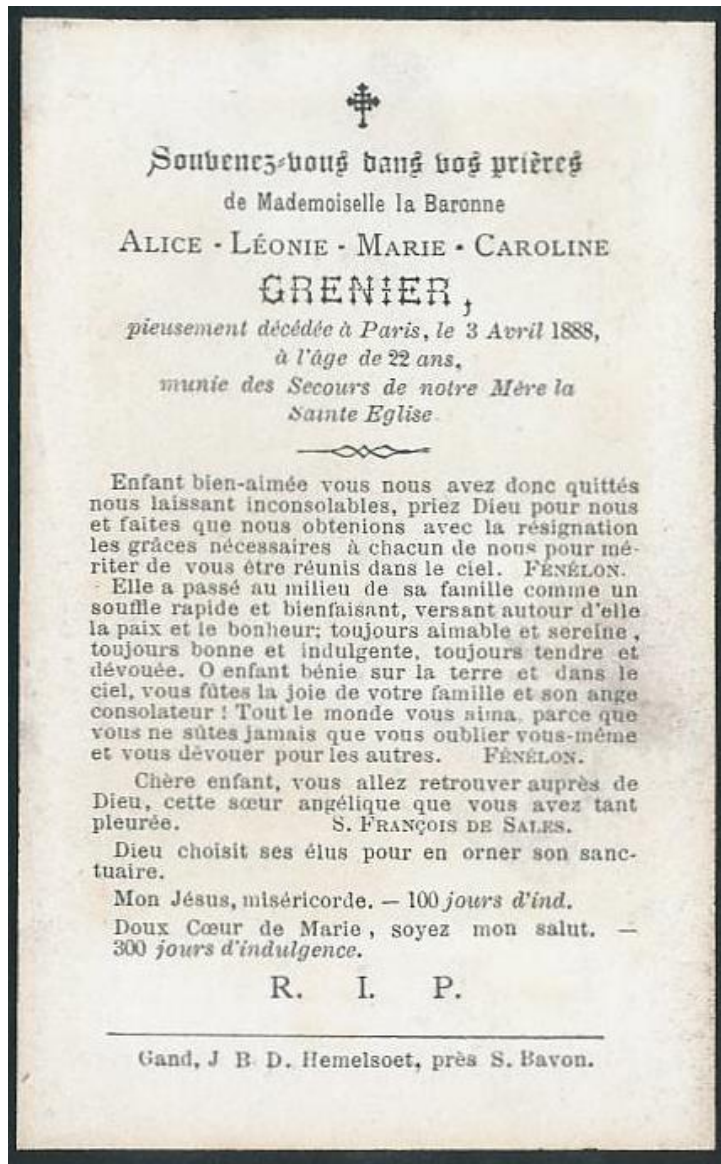 Souvenez-vous dans vos prières
de Mademoiselle la Baronne
ALICE - LÉONIE - MARIE - CAROLINE
GRENIER,
pieusement décédée à Paris, le 3 Avril 1888,
à l'âge de 22 ans,
munie des Secours de notre Mère la
Sainte Eglise.
Enfant bien-aimée vous nous avez donc quittés
nous laissant inconsolables, priez Dieu pour nous
et faites que nous obtenions avec la résignation
les grâces nécessaires à chacun de nous pour mé-
riter de vous être réunis dans le ciel. FÉNÉLON.
Elle a passé au milieu de sa famille comme un
souffle rapide et bienfaisant, versant autour d'elle
la paix et le bonheur; toujours aimable et sereine,
toujours bonne et indulgente, toujours tendre et
dévouée. O enfant bénie sur la terre et dans le
ciel, vous fûtes la joie de votre famille et son ange
consolateur ! Tout le monde vous aima, parce que
vous ne sûtes jamais que vous oublier vous-même
et vous dévouer pour les autres. FÉNÉLON.
Chère enfant, vous allez retrouver auprès de
Dieu, cette sœur angélique que vous avez tant
pleurée. S. FRANÇOIS DE SALES.
Dieu choisit ses élus pour en orner son sanc-
tuaire.
Mon Jésus, miséricorde. — 100 jours d'ind.
Doux Cœur de Marie, soyez mon salut. —
300 jours d'indulgence.
R. I. P.
Gand, J B. D. Hemelsoet, près S. Bavon.